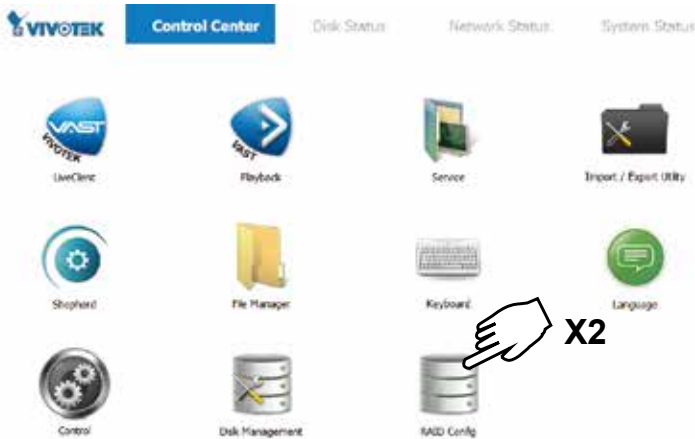 VIVOTEK Control Center Disk Status Network Status System Status
VAST
VIVOTEK
VAST
LiveClient Playback Service Import / Export Utility
Shepherd File Manager Keyboard Language
X2
Control Disk Management RAID Config